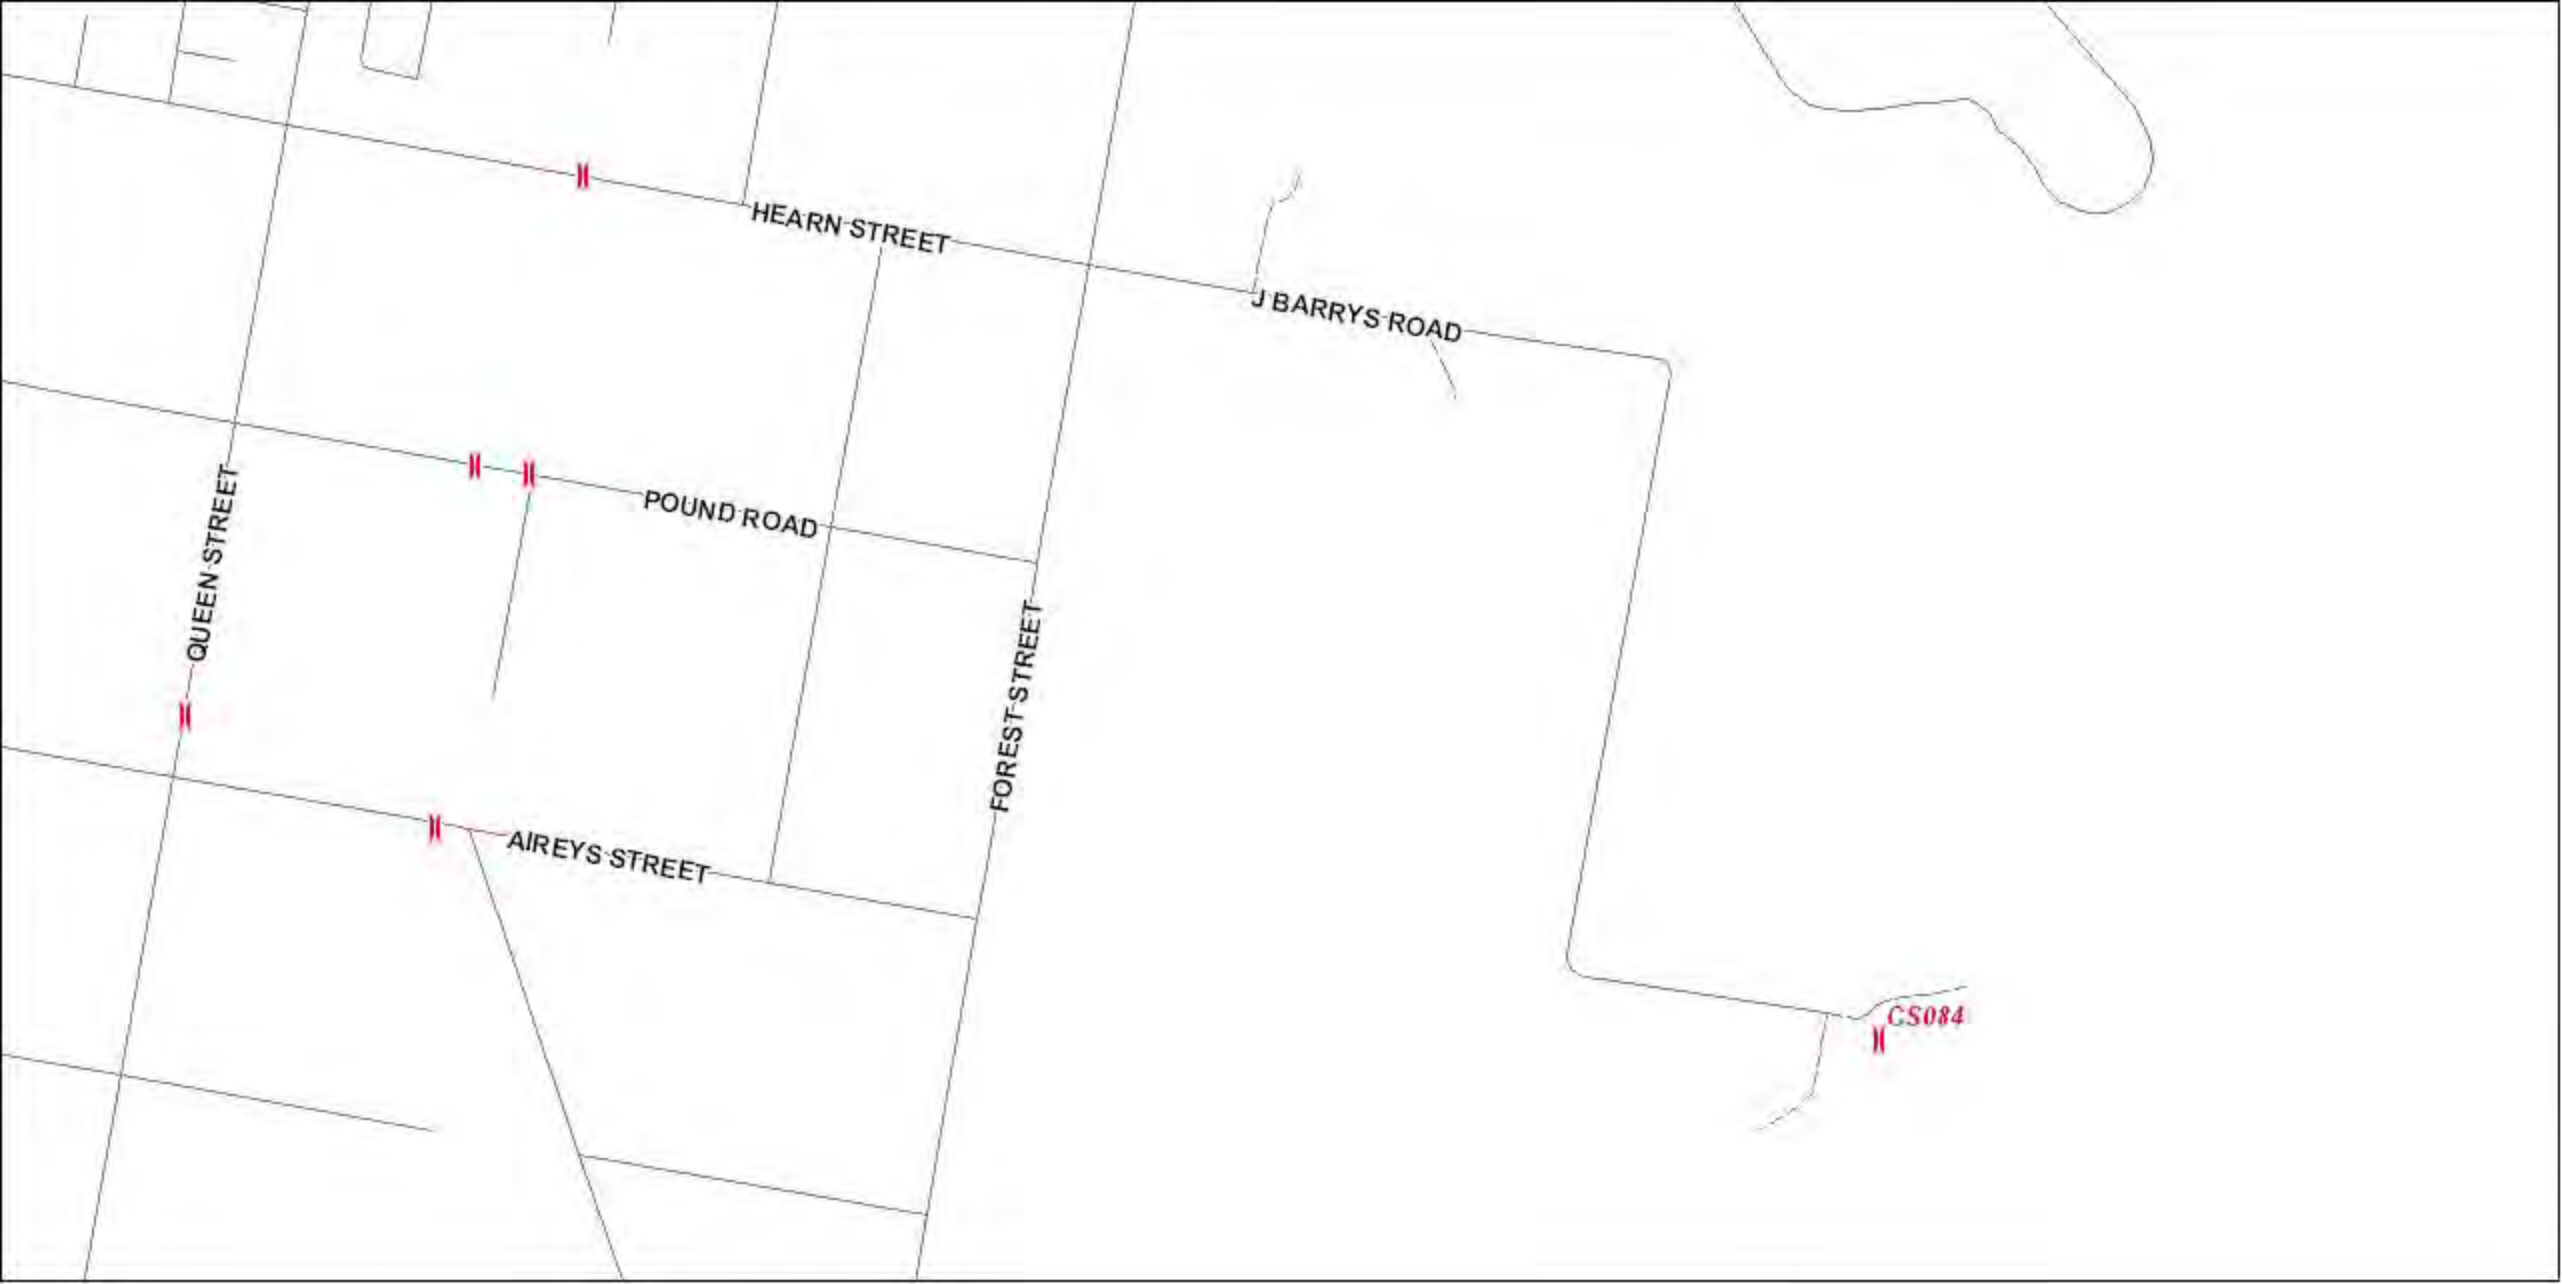 HEARN STREET
J BARRYS ROAD
QUEEN STREET
POUND ROAD
FOREST STREET
AIREYS STREET
CS084